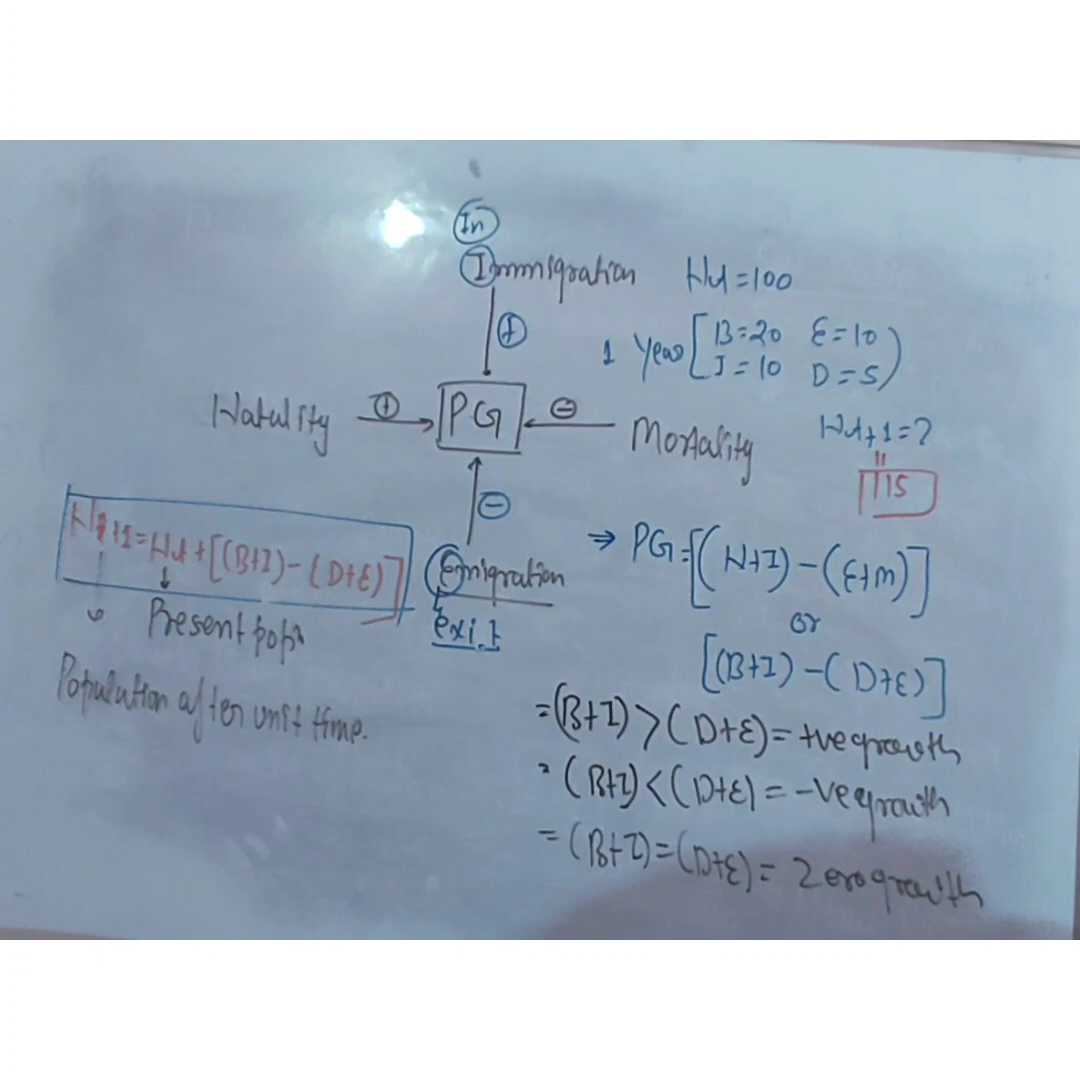 In
Immigration
Nt=100
+
1 Year [B=20 E=10
I=10 D=5)
Natality + PG - Mortality
Nt+1=?
"
115
-
Nt+1=Nt+[(B+I)-(D+E)]
Emigration
exit
⇒ PG=[(N+I)-(E+M)]
or
[(B+I)-(D+E)]
↓ Present popn
Population after unit time.
=(B+I)>(D+E)=+ve growth
=(B+I)<(D+E)=-ve growth
=(B+I)=(D+E)=Zero growth